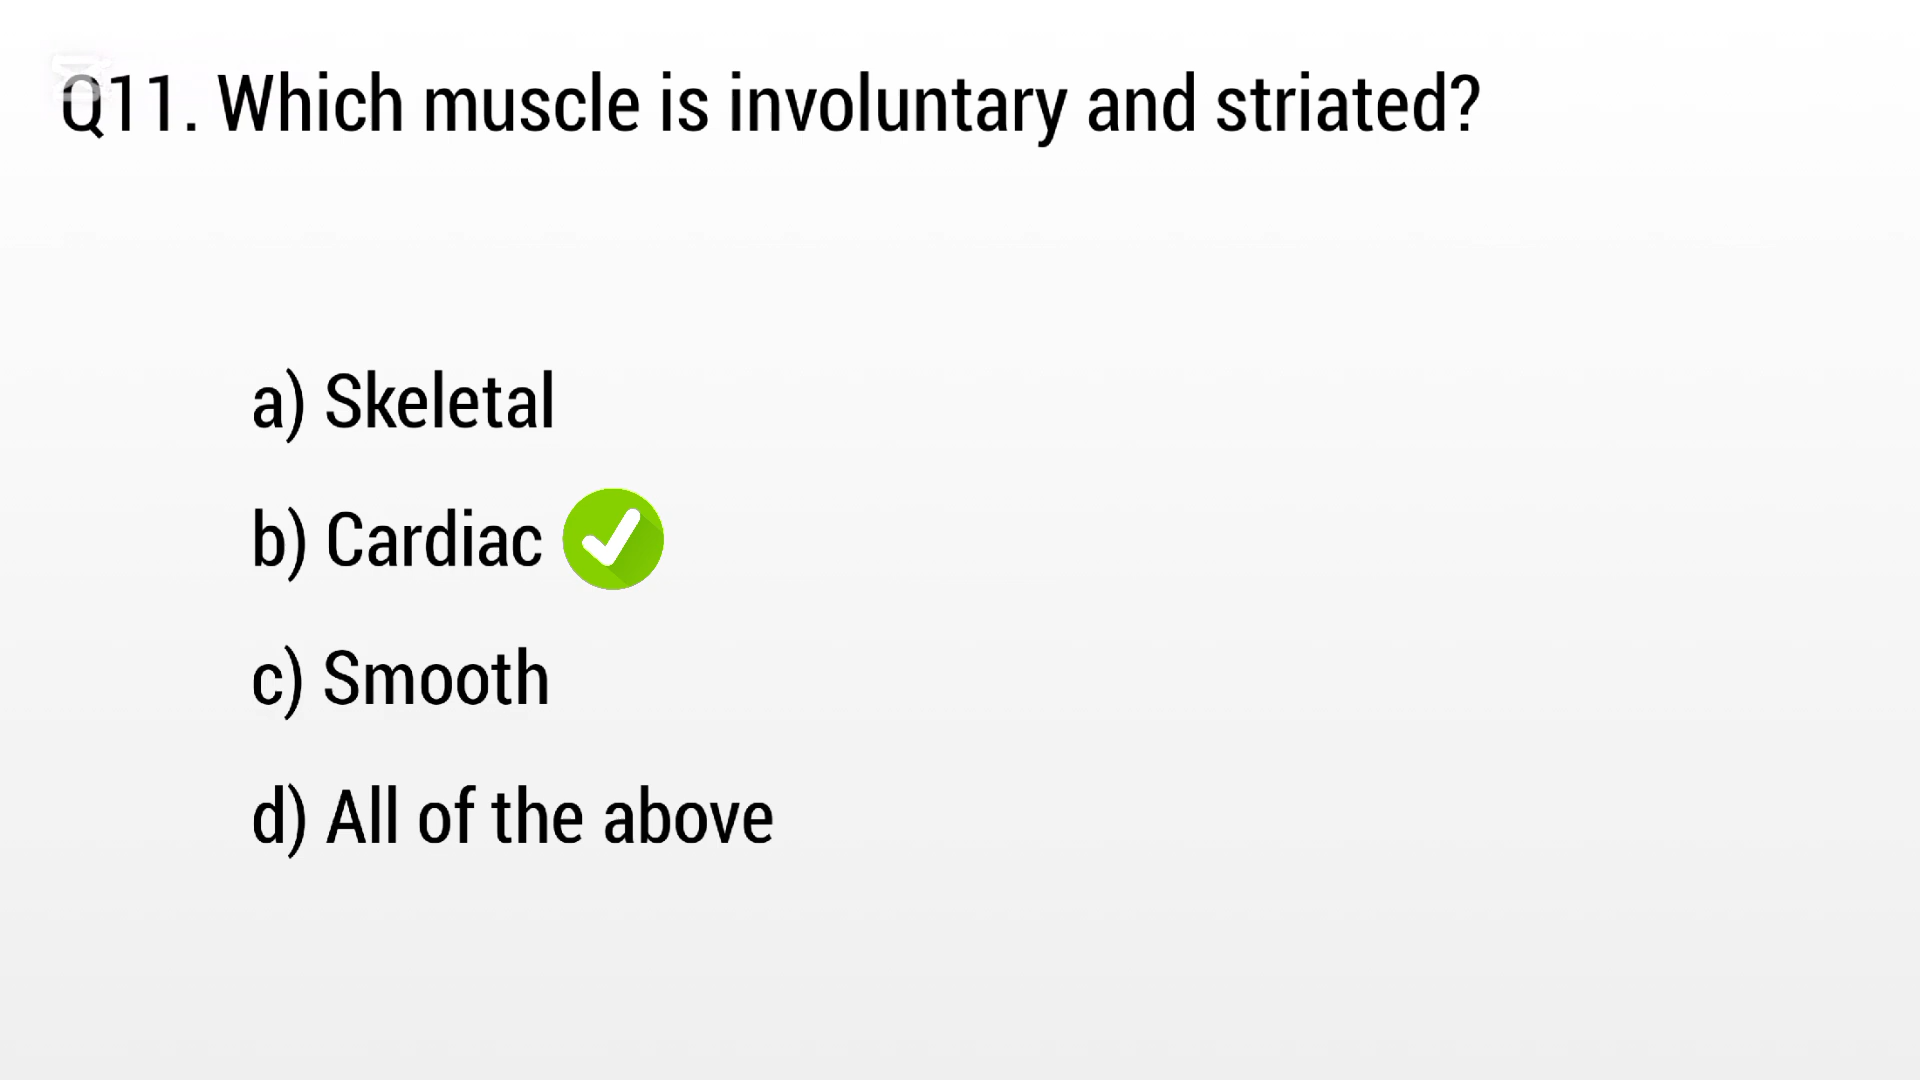 Q11. Which muscle is involuntary and striated?
a) Skeletal
b) Cardiac
c) Smooth
d) All of the above